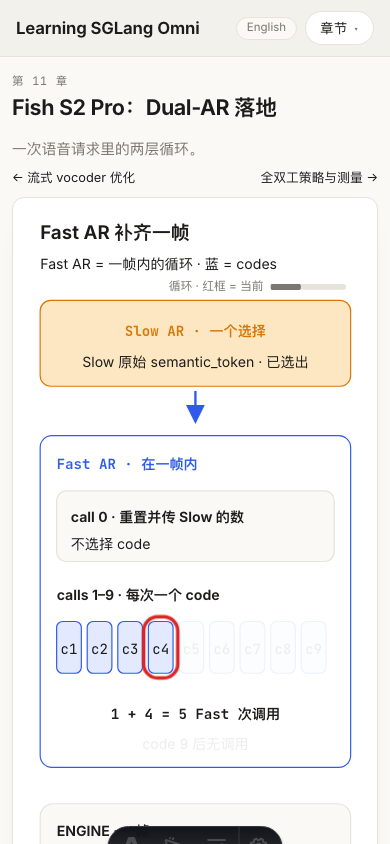 Learning SGLang Omni
English
章节
第 11 章
Fish S2 Pro：Dual-AR 落地
一次语音请求里的两层循环。
← 流式 vocoder 优化
全双工策略与测量 →
Fast AR 补齐一帧
Fast AR = 一帧内的循环 · 蓝 = codes
循环 · 红框 = 当前
Slow AR · 一个选择
Slow 原始 semantic_token · 已选出
Fast AR · 在一帧内
call 0 · 重置并传 Slow 的数
不选择 code
calls 1–9 · 每次一个 code
c1 c2 c3 c4 c5 c6 c7 c8 c9
1 + 4 = 5 Fast 次调用
code 9 后无调用
ENGINE